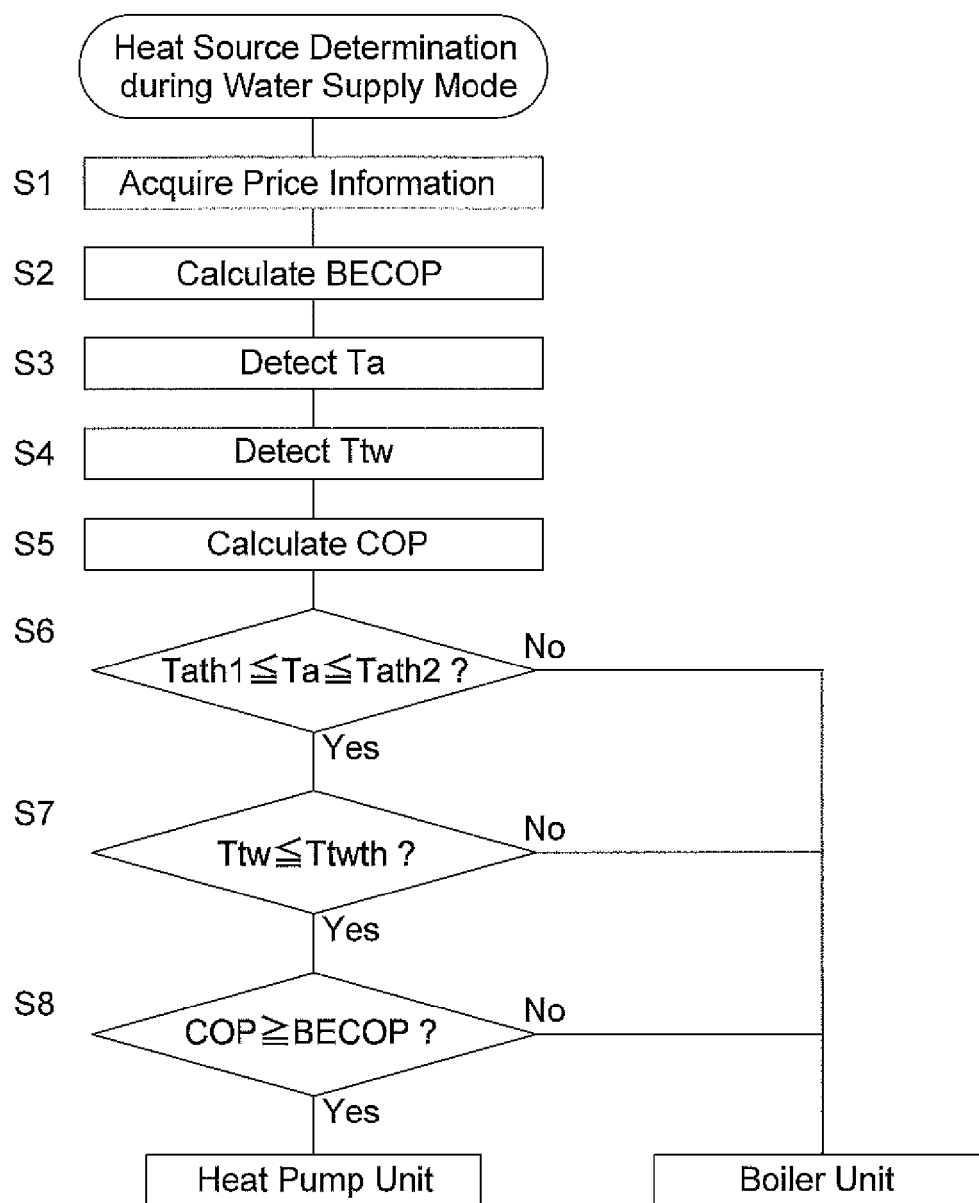 Heat Source Determination
during Water Supply Mode
S1
Acquire Price Information
S2
Calculate BECOP
S3
Detect Ta
S4
Detect Ttw
S5
Calculate COP
S6
Tath1≦Ta≦Tath2 ?
No
Yes
S7
Ttw≦Ttwth ?
No
Yes
S8
COP≧BECOP ?
No
Yes
Heat Pump Unit
Boiler Unit